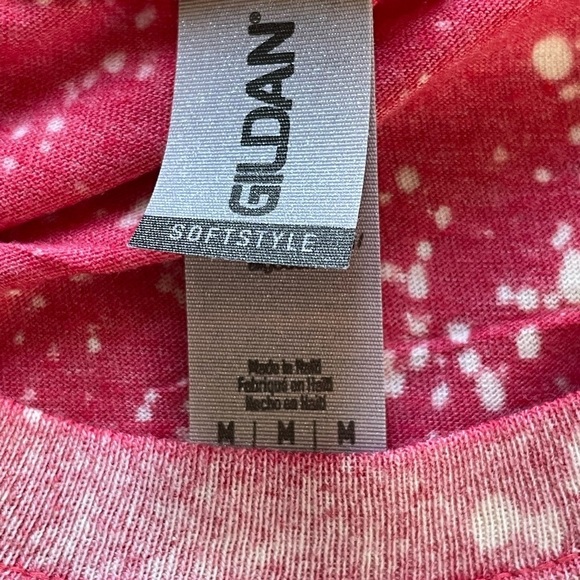 GILDAN®
SOFTSTYLE
Made in Haiti
Fabriqué en Haïti
Hecho en Haití
M | M | M